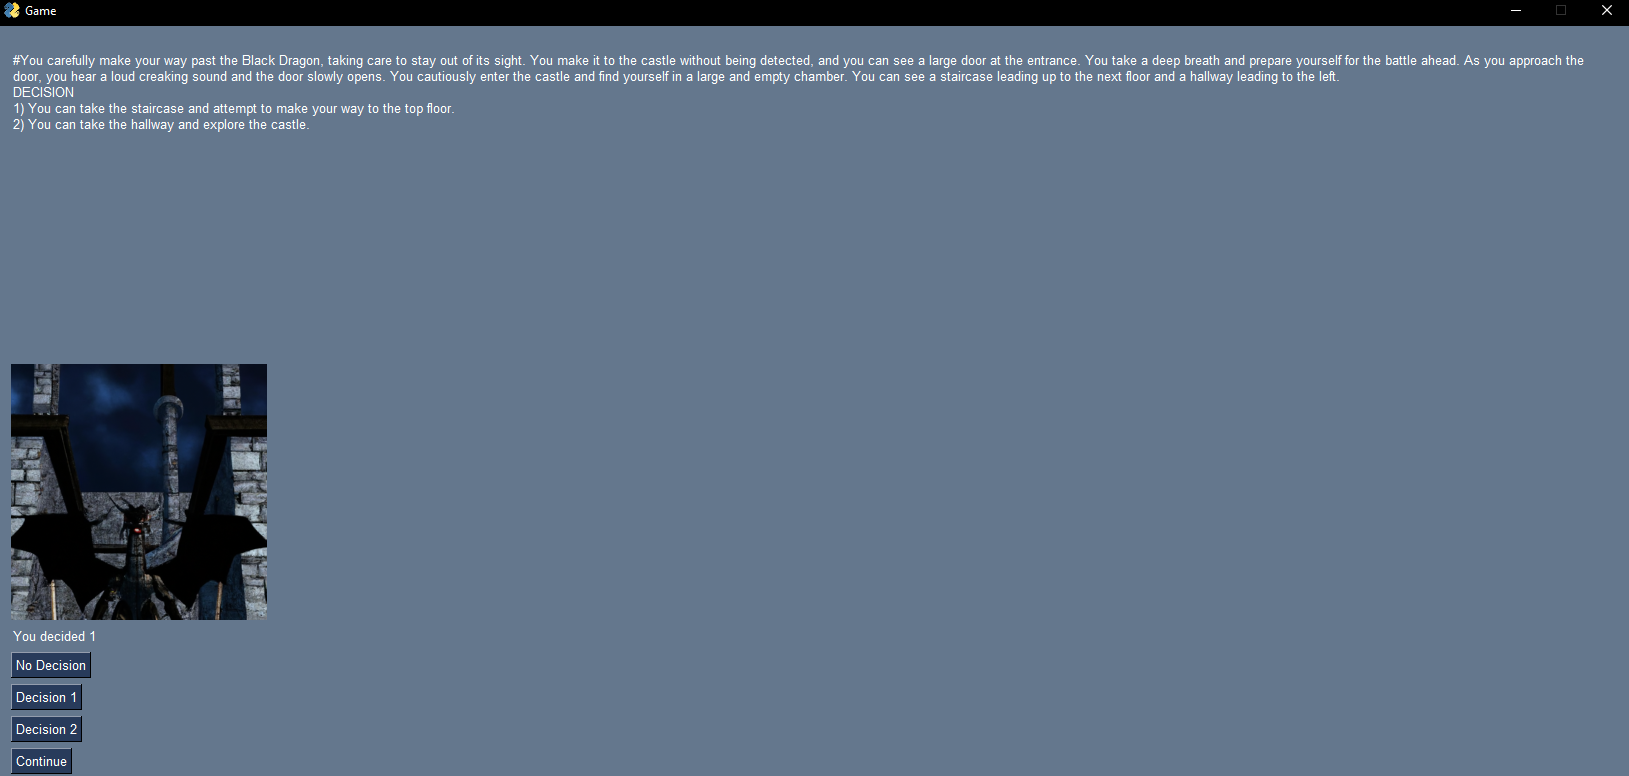 Game
#You carefully make your way past the Black Dragon, taking care to stay out of its sight. You make it to the castle without being detected, and you can see a large door at the entrance. You take a deep breath and prepare yourself for the battle ahead. As you approach the
door, you hear a loud creaking sound and the door slowly opens. You cautiously enter the castle and find yourself in a large and empty chamber. You can see a staircase leading up to the next floor and a hallway leading to the left.
DECISION
1) You can take the staircase and attempt to make your way to the top floor.
2) You can take the hallway and explore the castle.
You decided 1
No Decision
Decision 1
Decision 2
Continue